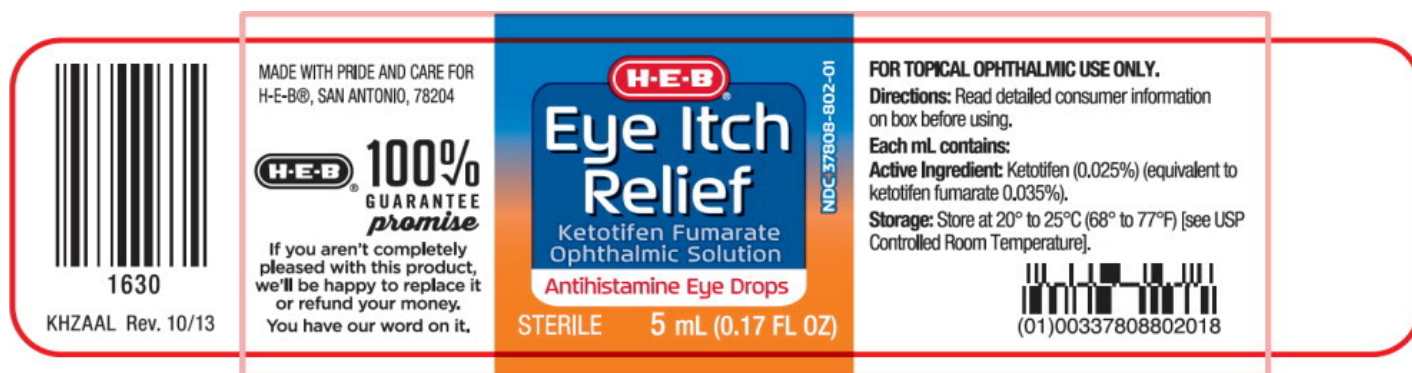 1630
KHZAAL Rev. 10/13
MADE WITH PRIDE AND CARE FOR
H-E-B®, SAN ANTONIO, 78204
H-E-B®
100%
GUARANTEE
promise
If you aren't completely
pleased with this product,
we'll be happy to replace it
or refund your money.
You have our word on it.
H-E-B®
Eye Itch
Relief
Ketotifen Fumarate
Ophthalmic Solution
Antihistamine Eye Drops
STERILE 5 mL (0.17 FL OZ)
NDC 37808-802-01
FOR TOPICAL OPHTHALMIC USE ONLY.
Directions: Read detailed consumer information
on box before using.
Each mL contains:
Active Ingredient: Ketotifen (0.025%) (equivalent to
ketotifen fumarate 0.035%).
Storage: Store at 20° to 25°C (68° to 77°F) [see USP
Controlled Room Temperature].
(01)00337808802018